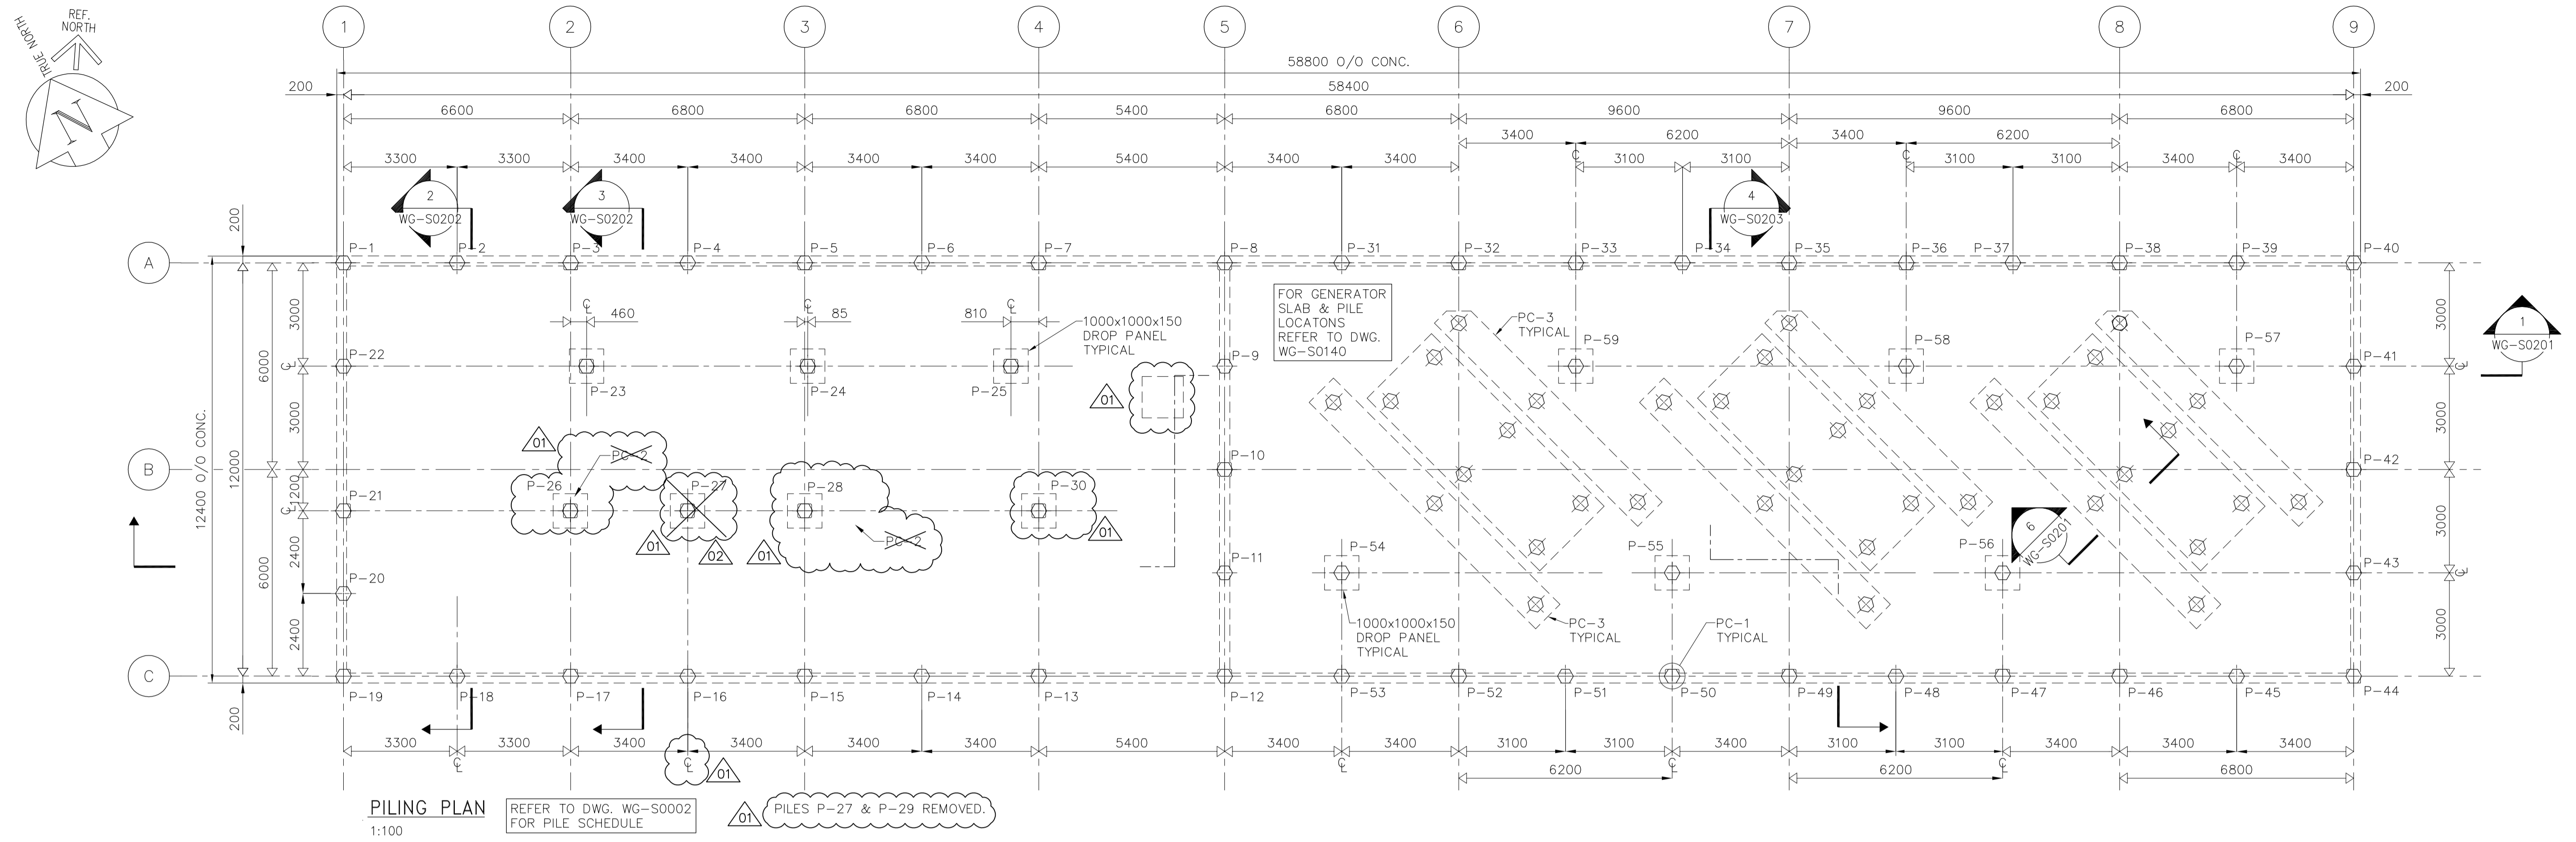 REF.
NORTH
TRUE NORTH
N
1
2
3
4
5
6
7
8
9
58800 O/O CONC.
200
58400
200
6600
6800
6800
5400
6800
9600
9600
6800
3400
6200
3400
6200
3300
3300
3400
3400
3400
3400
5400
3400
3400
3100
3100
3100
3100
3400
3400
2
WG-S0202
3
WG-S0202
4
WG-S0203
200
A
P-1
P-2
P-3
P-4
P-5
P-6
P-7
P-8
P-31
P-32
P-33
P-34
P-35
P-36
P-37
P-38
P-39
P-40
12400 O/O CONC.
12000
6000
6000
3000
3000
1200
2400
2400
200
460
85
810
1000x1000x150
DROP PANEL
TYPICAL
FOR GENERATOR
SLAB & PILE
LOCATONS
REFER TO DWG.
WG-S0140
PC-3
TYPICAL
P-22
P-23
P-24
P-25
P-9
P-59
P-58
P-57
P-41
3000
3000
3000
3000
1
WG-S0201
01
01
PC-2
B
P-10
P-42
P-21
P-26
P-27
P-28
P-30
01
02
01
PC-2
01
6
WG-S0201
P-20
P-11
P-54
P-55
P-56
P-43
1000x1000x150
DROP PANEL
TYPICAL
PC-3
TYPICAL
PC-1
TYPICAL
C
P-19
P-18
P-17
P-16
P-15
P-14
P-13
P-12
P-53
P-52
P-51
P-50
P-49
P-48
P-47
P-46
P-45
P-44
3300
3300
3400
3400
3400
3400
5400
3400
3400
3100
3100
3400
3100
3100
3400
3400
3400
01
6200
6200
6800
PILING PLAN
1:100
REFER TO DWG. WG-S0002
FOR PILE SCHEDULE
01
PILES P-27 & P-29 REMOVED.